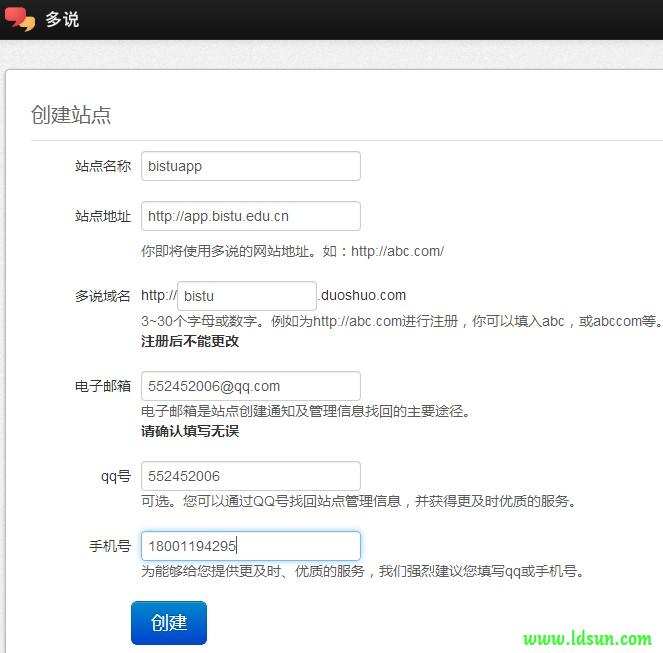 多说
创建站点
站点名称 bistuapp
站点地址 http://app.bistu.edu.cn
你即将使用多说的网站地址。如：http://abc.com/
多说域名 http:// bistu .duoshuo.com
3~30个字母或数字。例如为http://abc.com进行注册，你可以填入abc，或abccom等。
注册后不能更改
电子邮箱 552452006@qq.com
电子邮箱是站点创建通知及管理信息找回的主要途径。
请确认填写无误
qq号 552452006
可选。您可以通过QQ号找回站点管理信息，并获得更及时优质的服务。
手机号 18001194295
为能够给您提供更及时、优质的服务，我们强烈建议您填写qq或手机号。
创建
www.ldsun.com